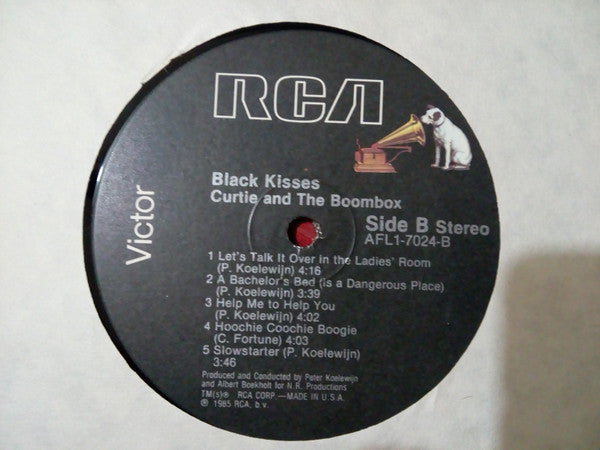 RCA
Victor
Black Kisses
Curtie and The Boombox
Side B Stereo
AFL1-7024-B
1 Let's Talk It Over in the Ladies' Room
(P. Koelewijn) 4:16
2 A Bachelor's Bed (is a Dangerous Place)
(P. Koelewijn) 3:39
3 Help Me to Help You
(P. Koelewijn) 4:02
4 Hoochie Coochie Boogie
(C. Fortune) 4:03
5 Slowstarter (P. Koelewijn)
3:46
Produced and Conducted by Peter Koelewijn
and Albert Boekholt for N.R. Productions
TM(s)® RCA CORP.—MADE IN U.S.A.
℗ 1985 RCA, b.v.